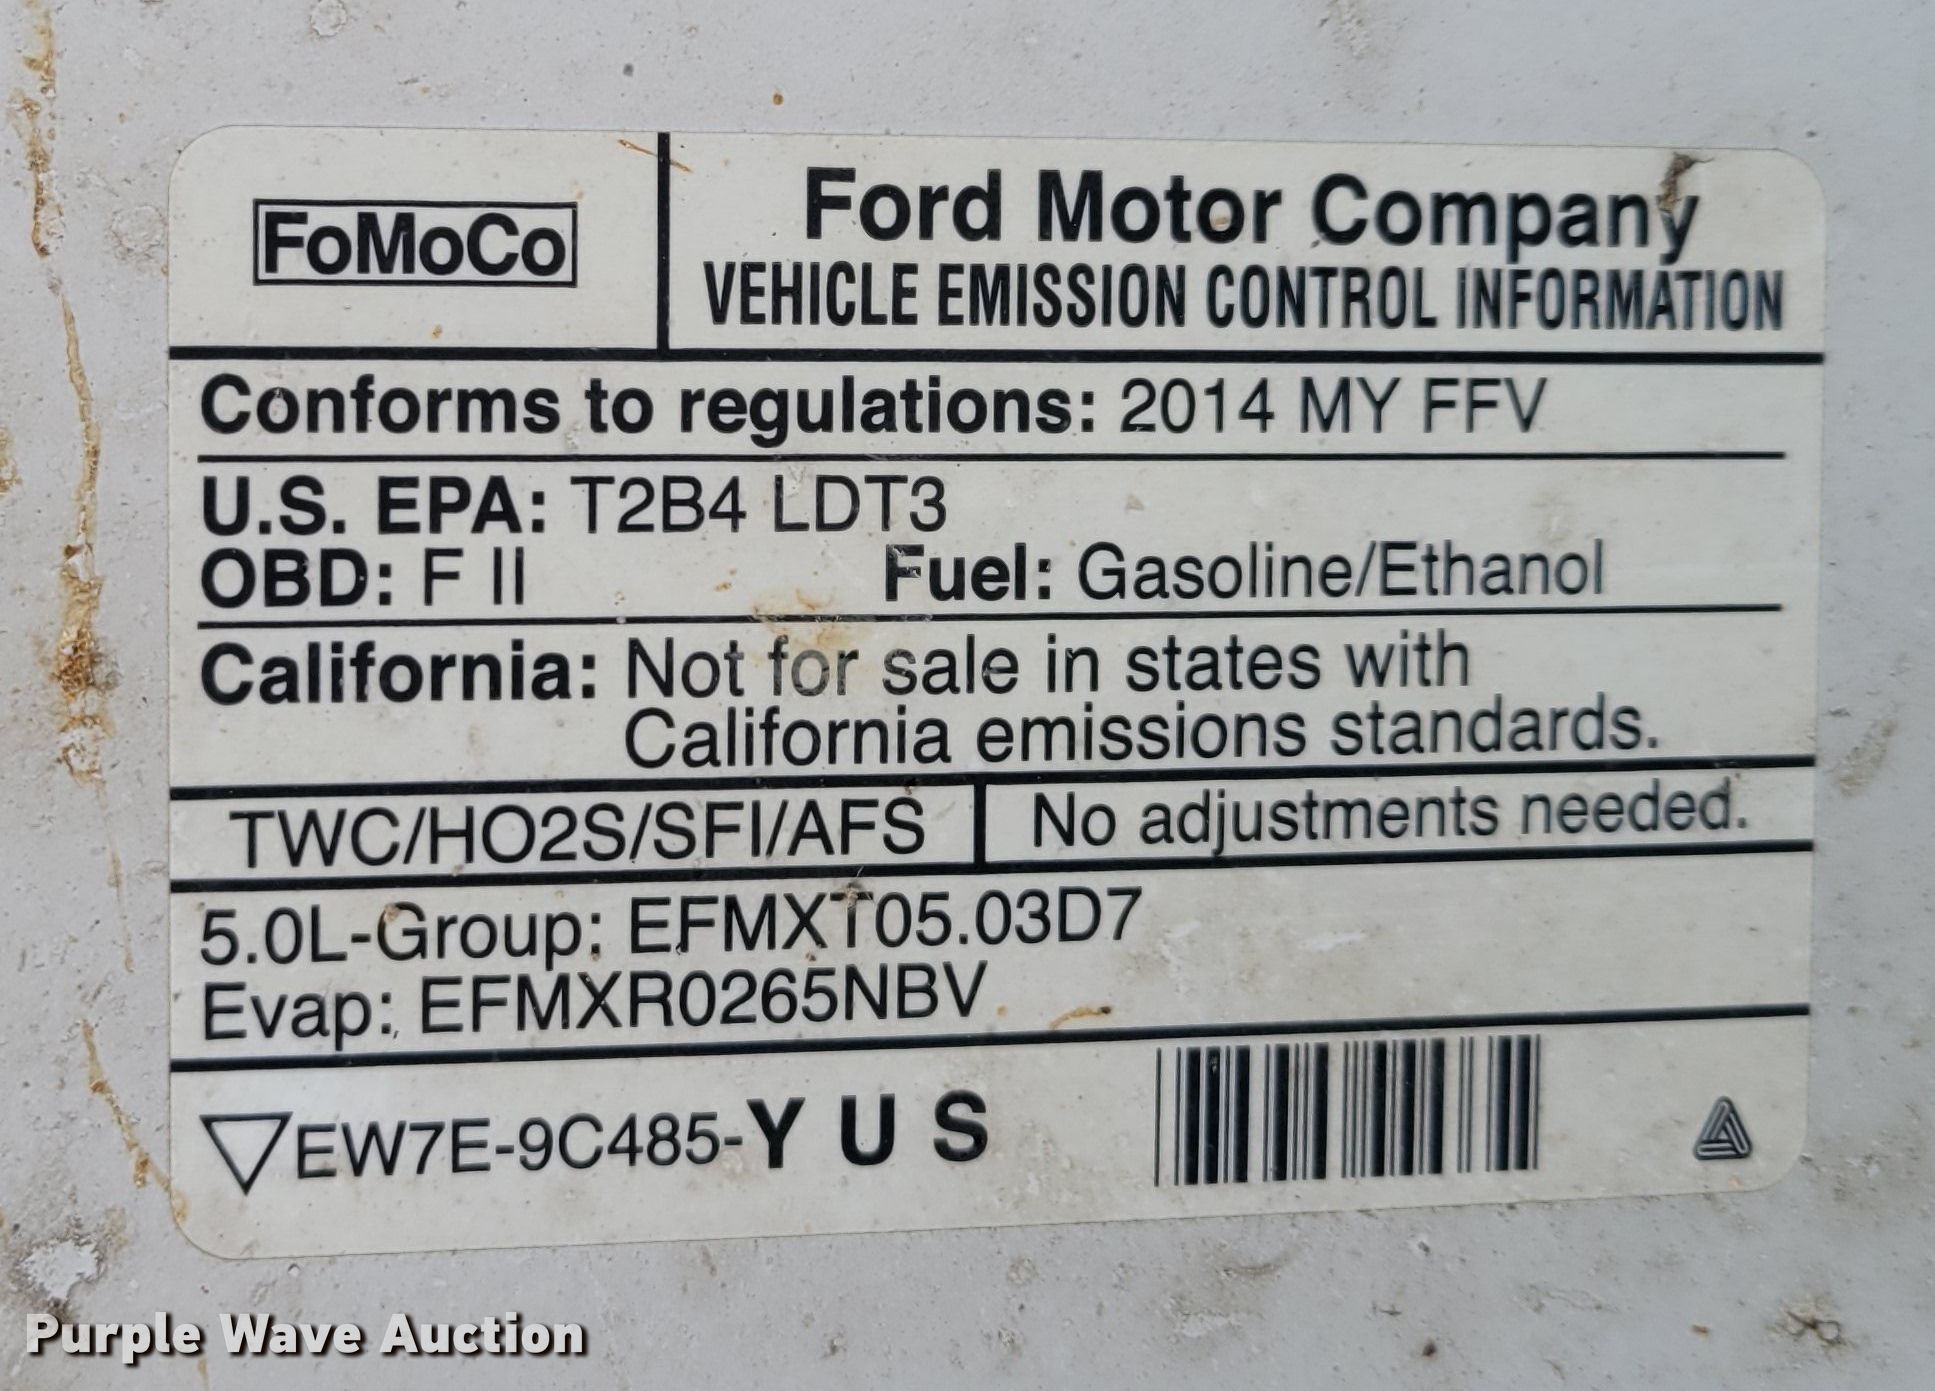 FoMoCo
Ford Motor Company
VEHICLE EMISSION CONTROL INFORMATION
Conforms to regulations: 2014 MY FFV
U.S. EPA: T2B4 LDT3
OBD: F II Fuel: Gasoline/Ethanol
California: Not for sale in states with
California emissions standards.
TWC/HO2S/SFI/AFS No adjustments needed.
5.0L-Group: EFMXT05.03D7
Evap: EFMXR0265NBV
EW7E-9C485-Y U S
Purple Wave Auction